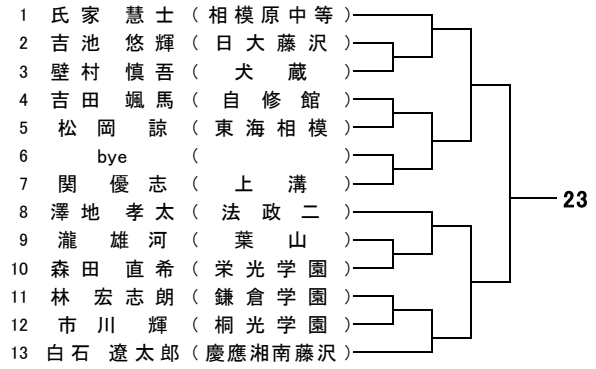 1 氏家 慧士 (相模原中等)
2 吉池 悠輝 (日大藤沢)
3 壁村 慎吾 (犬蔵)
4 吉田 颯馬 (自修館)
5 松岡 諒 (東海相模)
6 bye ( )
7 関 優志 (上溝)
8 澤地 孝太 (法政二)
9 瀧 雄河 (葉山)
10 森田 直希 (栄光学園)
11 林 宏志朗 (鎌倉学園)
12 市川 輝 (桐光学園)
13 白石 遼太郎 (慶應湘南藤沢)
23